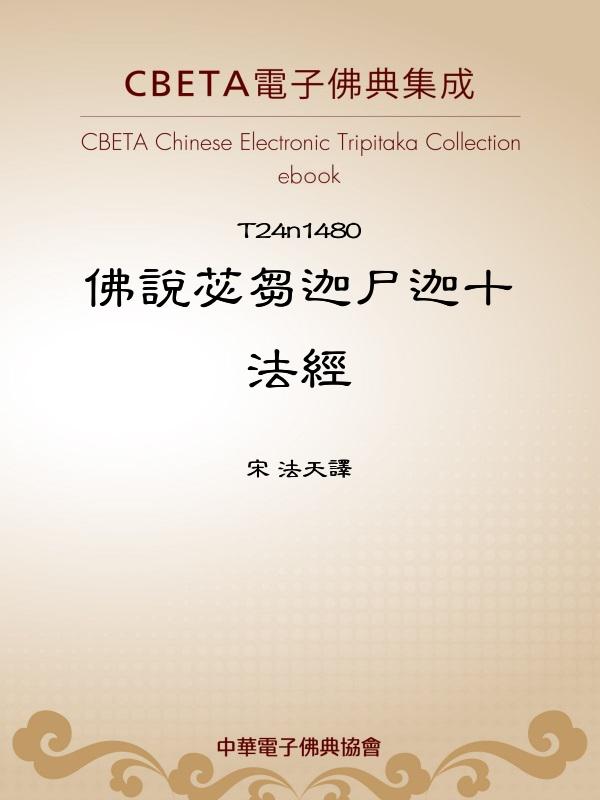 CBETA電子佛典集成
CBETA Chinese Electronic Tripitaka Collection
ebook
T24n1480
佛說苾芻迦尸迦十
法經
宋 法天譯
中華電子佛典協會